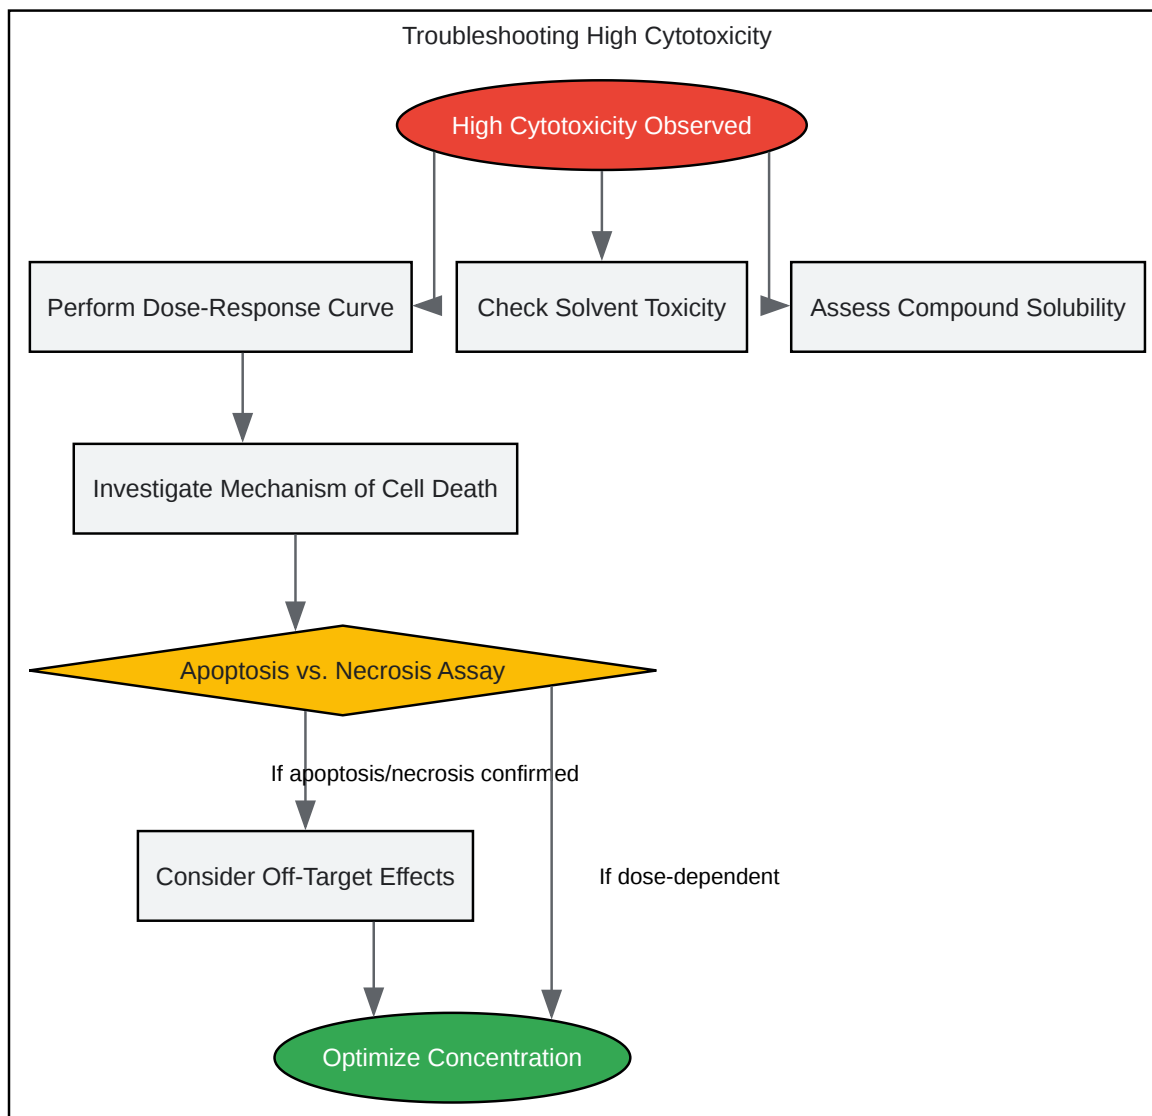 Troubleshooting High Cytotoxicity
High Cytotoxicity Observed
Perform Dose-Response Curve
Check Solvent Toxicity
Assess Compound Solubility
Investigate Mechanism of Cell Death
Apoptosis vs. Necrosis Assay
If apoptosis/necrosis confirmed
Consider Off-Target Effects
If dose-dependent
Optimize Concentration